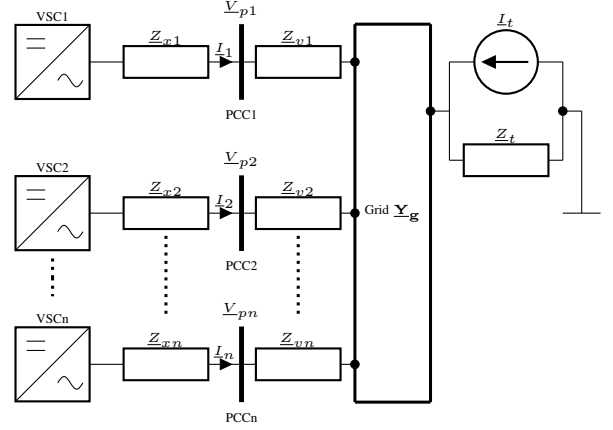 VSC1
Z_x1
I_1
V_p1
Z_v1
PCC1
I_t
Z_t
VSC2
Z_x2
I_2
V_p2
Z_v2
PCC2
Grid Y_g
VSCn
Z_xn
I_n
V_pn
Z_vn
PCCn